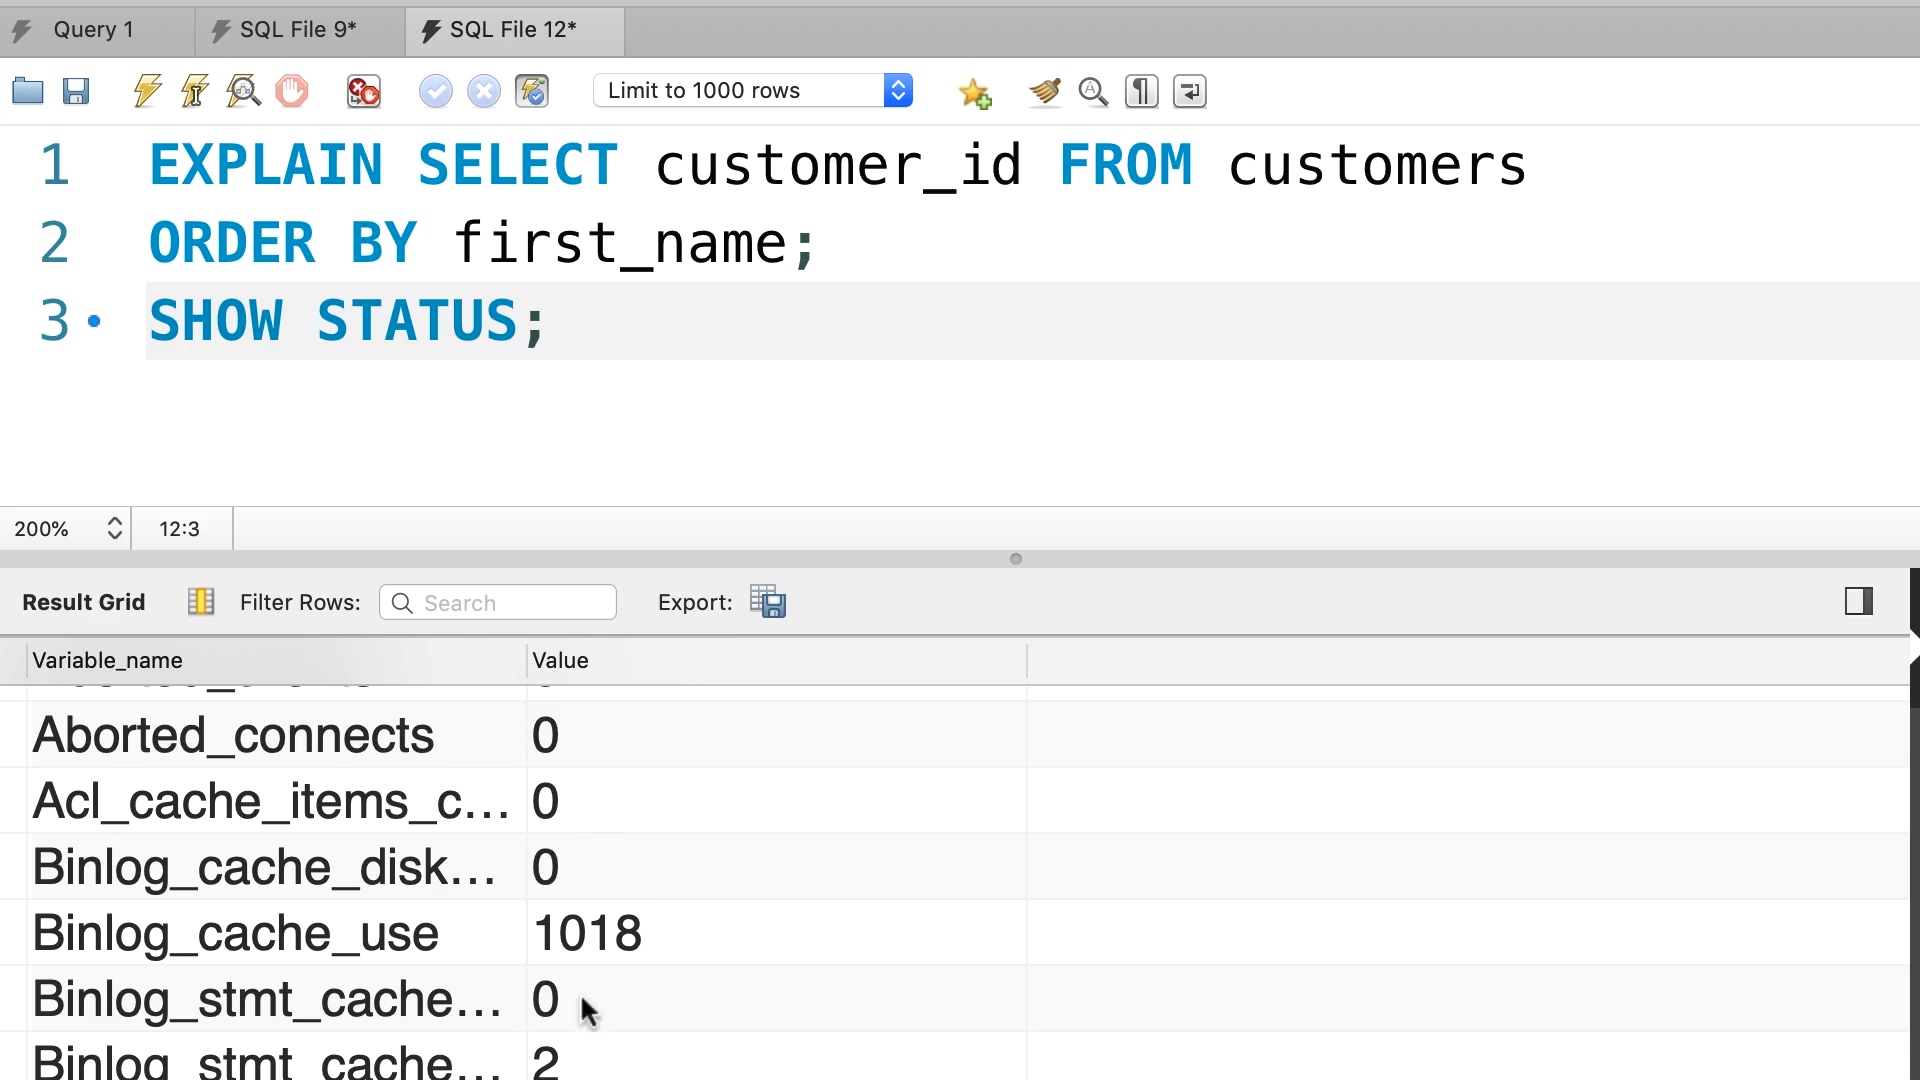 Query 1
SQL File 9*
SQL File 12*
Limit to 1000 rows
1 EXPLAIN SELECT customer_id FROM customers
2 ORDER BY first_name;
3 SHOW STATUS;
200%
12:3
Result Grid
Filter Rows:
Search
Export:
Variable_name Value
Aborted_connects 0
Acl_cache_items_c... 0
Binlog_cache_disk... 0
Binlog_cache_use 1018
Binlog_stmt_cache... 0
Binlog_stmt_cache... 2